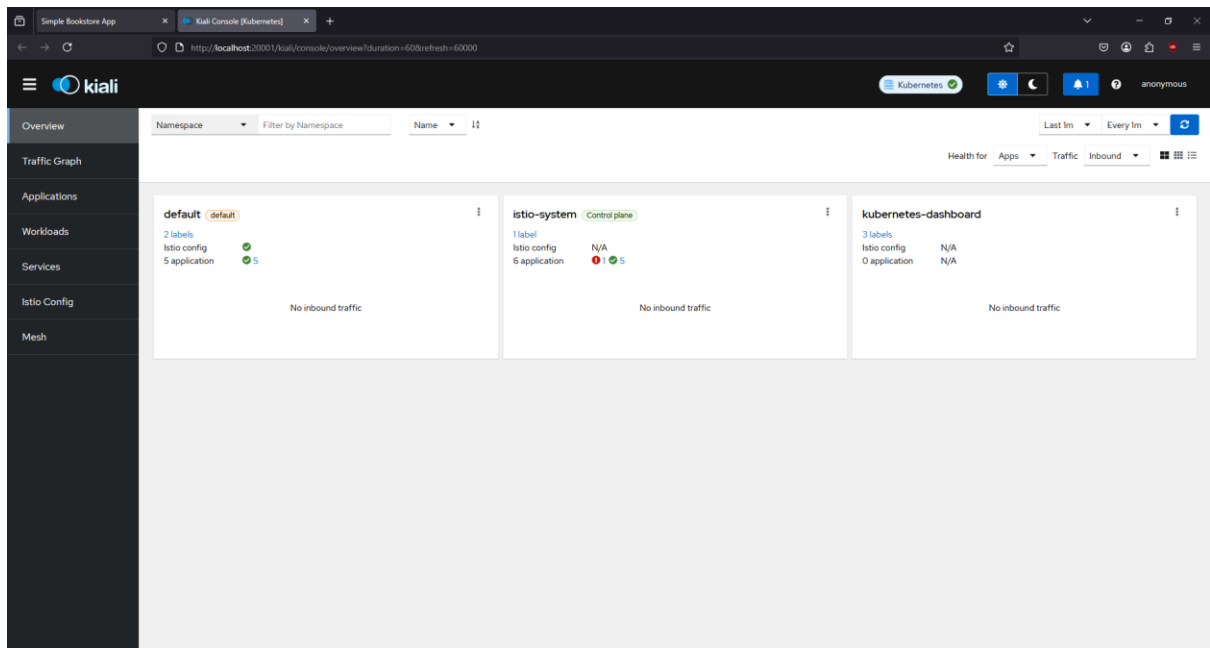 Simple Bookstore App
Kiali Console [Kubernetes]
http://localhost:20001/kiali/console/overview?duration=60&refresh=60000
kiali
Kubernetes
1
anonymous
Overview
Traffic Graph
Applications
Workloads
Services
Istio Config
Mesh
Namespace Filter by Namespace Name
Last 1m Every 1m
Health for Apps Traffic Inbound
default default
2 labels
Istio config
5 application 5
No inbound traffic
istio-system Control plane
1 label
Istio config N/A
6 application 1 5
No inbound traffic
kubernetes-dashboard
3 labels
Istio config N/A
0 application N/A
No inbound traffic